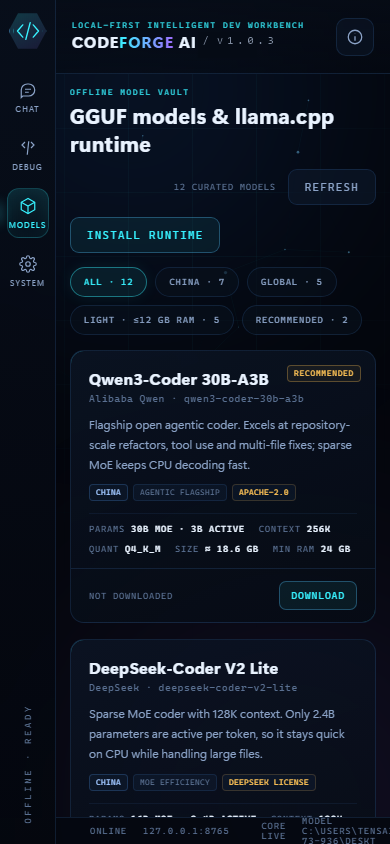 LOCAL-FIRST INTELLIGENT DEV WORKBENCH
CODEFORGE AI / v1.0.3
CHAT
DEBUG
MODELS
SYSTEM
OFFLINE · READY
OFFLINE MODEL VAULT
GGUF models & llama.cpp
runtime
12 CURATED MODELS REFRESH
INSTALL RUNTIME
ALL · 12 CHINA · 7 GLOBAL · 5
LIGHT · ≤12 GB RAM · 5 RECOMMENDED · 2
RECOMMENDED
Qwen3-Coder 30B-A3B
Alibaba Qwen · qwen3-coder-30b-a3b
Flagship open agentic coder. Excels at repository-
scale refactors, tool use and multi-file fixes; sparse
MoE keeps CPU decoding fast.
CHINA AGENTIC FLAGSHIP APACHE-2.0
PARAMS 30B MOE · 3B ACTIVE CONTEXT 256K
QUANT Q4_K_M SIZE ≈ 18.6 GB MIN RAM 24 GB
NOT DOWNLOADED DOWNLOAD
DeepSeek-Coder V2 Lite
DeepSeek · deepseek-coder-v2-lite
Sparse MoE coder with 128K context. Only 2.4B
parameters are active per token, so it stays quick
on CPU while handling large files.
CHINA MOE EFFICIENCY DEEPSEEK LICENSE
ONLINE 127.0.0.1:8765
CORE
LIVE
MODEL
C:\USERS\TENSA
73-936\DESKT